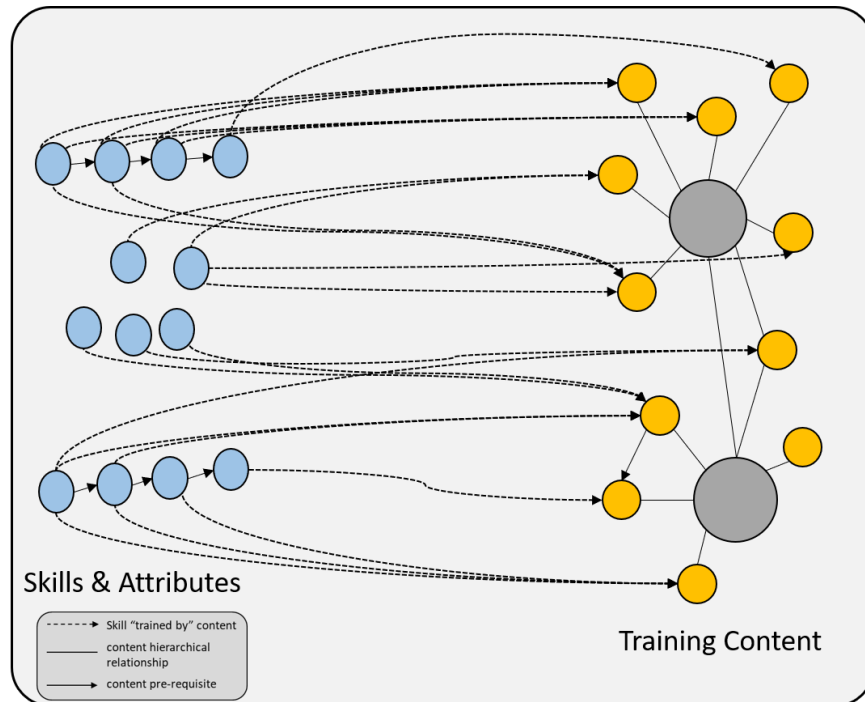 Skills & Attributes
Training Content
Skill “trained by” content
content hierarchical
relationship
content pre-requisite